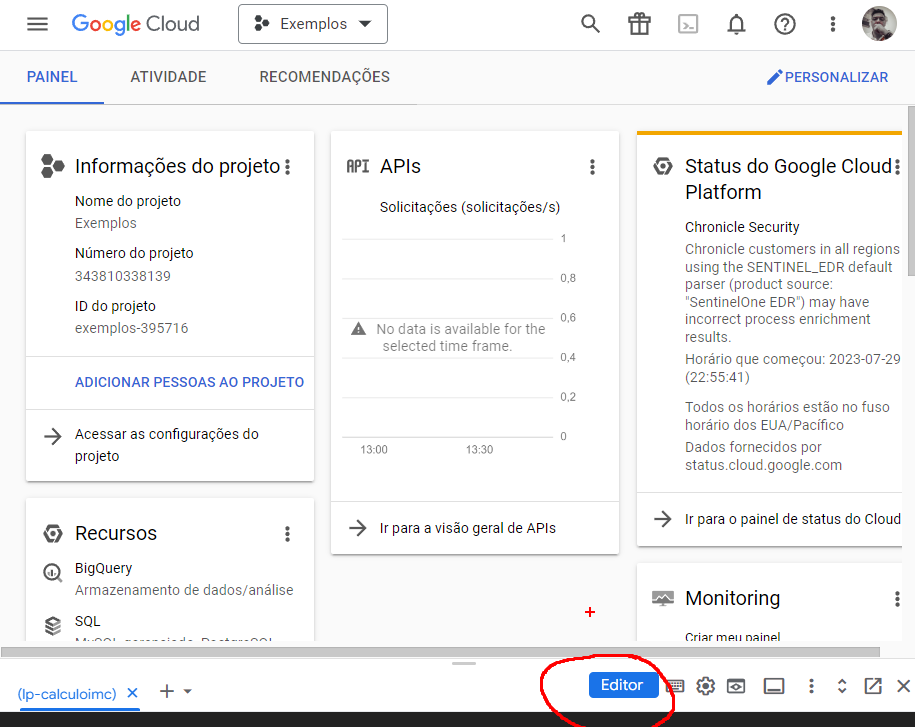 Google Cloud
Exemplos
PAINEL
ATIVIDADE
RECOMENDAÇÕES
PERSONALIZAR
Informações do projeto
Nome do projeto
Exemplos
Número do projeto
343810338139
ID do projeto
exemplos-395716
ADICIONAR PESSOAS AO PROJETO
Acessar as configurações do
projeto
Recursos
BigQuery
Armazenamento de dados/análise
SQL
MySQL gerenciado, PostgreSQL
API APIs
Solicitações (solicitações/s)
1
0,8
0,6
No data is available for the
selected time frame.
0,4
0,2
0
13:00
13:30
Ir para a visão geral de APIs
Status do Google Cloud
Platform
Chronicle Security
Chronicle customers in all regions
using the SENTINEL_EDR default
parser (product source:
"SentinelOne EDR") may have
incorrect process enrichment
results.
Horário que começou: 2023-07-29
(22:55:41)
Todos os horários estão no fuso
horário dos EUA/Pacífico
Dados fornecidos por
status.cloud.google.com
Ir para o painel de status do Cloud
Monitoring
Criar meu painel
(lp-calculoimc)
Editor